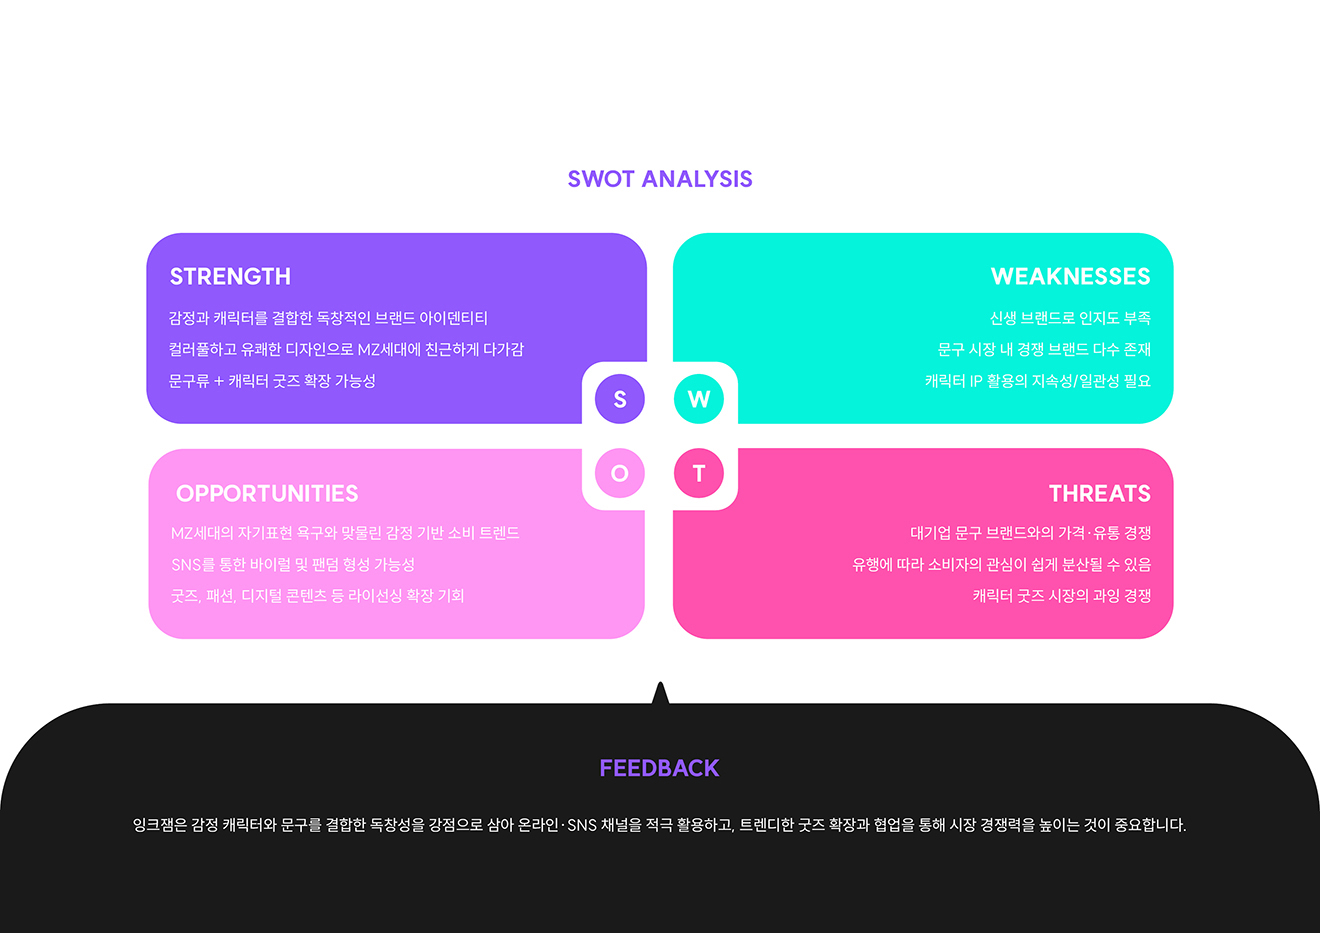 SWOT ANALYSIS
STRENGTH
감정과 캐릭터를 결합한 독창적인 브랜드 아이덴티티
컬러풀하고 유쾌한 디자인으로 MZ세대에 친근하게 다가감
문구류 + 캐릭터 굿즈 확장 가능성
WEAKNESSES
신생 브랜드로 인지도 부족
문구 시장 내 경쟁 브랜드 다수 존재
캐릭터 IP 활용의 지속성/일관성 필요
S
W
O
T
OPPORTUNITIES
MZ세대의 자기표현 욕구와 맞물린 감정 기반 소비 트렌드
SNS를 통한 바이럴 및 팬덤 형성 가능성
굿즈, 패션, 디지털 콘텐츠 등 라이선싱 확장 기회
THREATS
대기업 문구 브랜드와의 가격·유통 경쟁
유행에 따라 소비자의 관심이 쉽게 분산될 수 있음
캐릭터 굿즈 시장의 과잉 경쟁
FEEDBACK
잉크잼은 감정 캐릭터와 문구를 결합한 독창성을 강점으로 삼아 온라인·SNS 채널을 적극 활용하고, 트렌디한 굿즈 확장과 협업을 통해 시장 경쟁력을 높이는 것이 중요합니다.